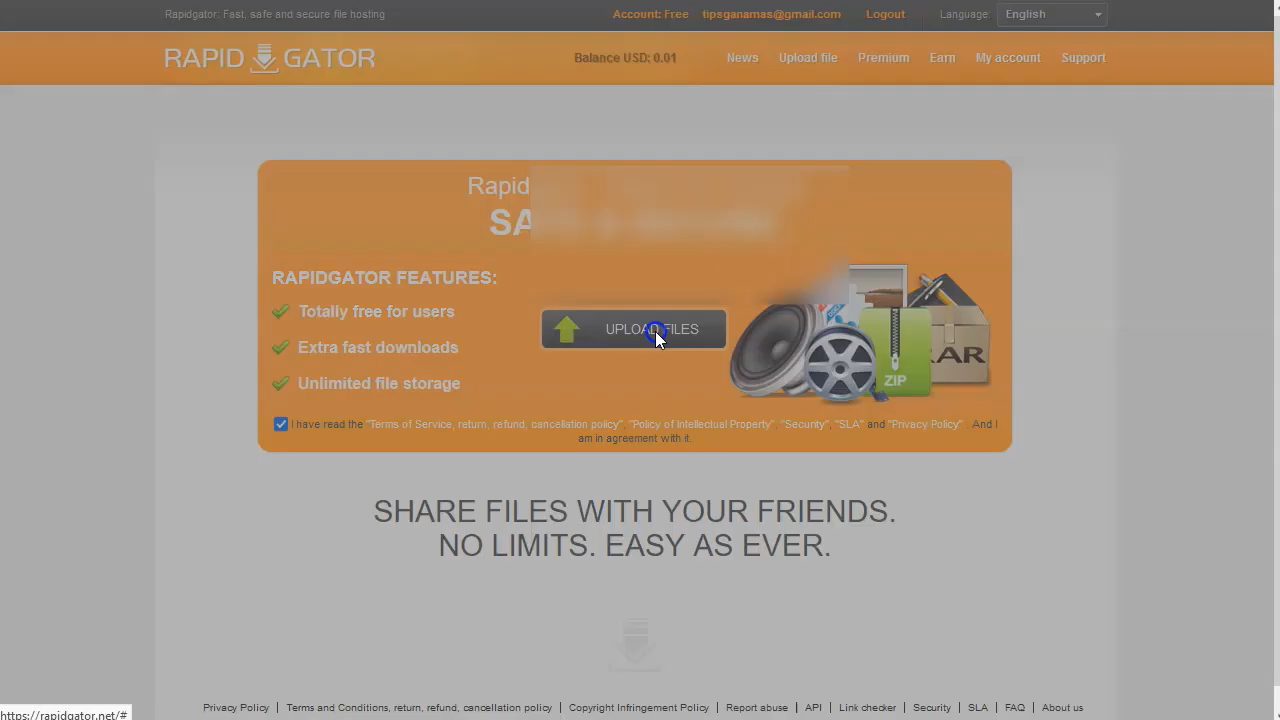 Rapidgator: Fast, safe and secure file hosting
Account: Free tipsganamas@gmail.com Logout Language: English
RAPID GATOR
Balance USD: 0.01 News Upload file Premium Earn My account Support
RAPIDGATOR FEATURES:
Totally free for users
Extra fast downloads
Unlimited file storage
UPLOAD FILES
ZIP
RAR
I have read the "Terms of Service, return, refund, cancellation policy", "Policy of Intellectual Property", "Security", "SLA" and "Privacy Policy" And I
am in agreement with it.
SHARE FILES WITH YOUR FRIENDS.
NO LIMITS. EASY AS EVER.
Privacy Policy | Terms and Conditions, return, refund, cancellation policy | Copyright Infringement Policy | Report abuse | API | Link checker | Security | SLA | FAQ | About us
https://rapidgator.net/#